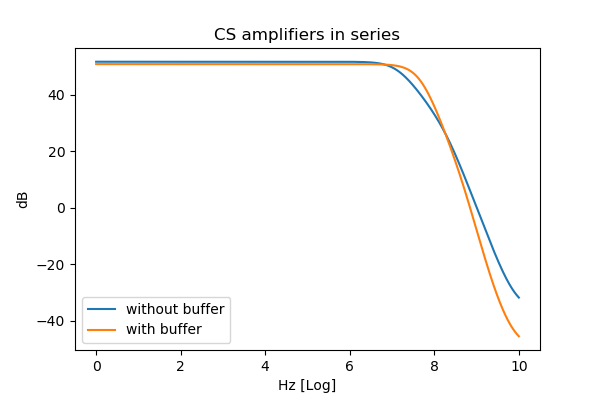 CS amplifiers in series
dB
40
20
0
−20
−40
without buffer
with buffer
0 2 4 6 8 10
Hz [Log]